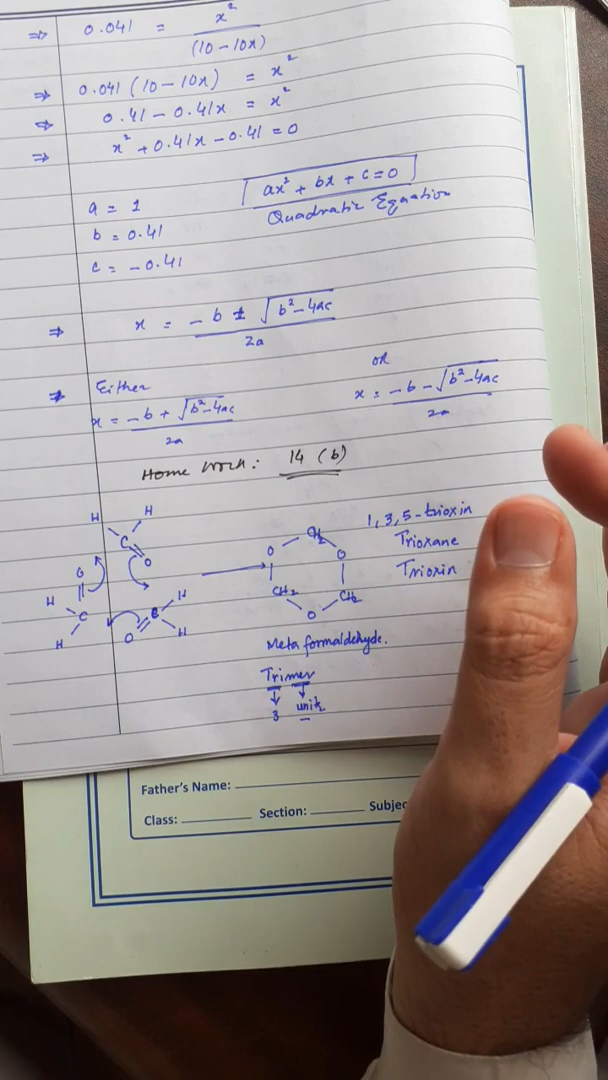 ⇒ 0.041 = x² / (10 – 10x)
⇒ 0.041 (10 – 10x) = x²
⇒ 0.41 – 0.41x = x²
⇒ x² + 0.41x – 0.41 = 0
a = 1
ax² + bx + c = 0
b = 0.41
Quadratic Equation
c = – 0.41
⇒ x = – b ± √b² – 4ac / 2a
⇒ Either
or
x = – b + √b² – 4ac / 2a
x = – b – √b² – 4ac / 2a
Home work: 14 (b)
H H
C
O
O
H C
H
H
C
O H
CH₂
O O
CH₂ CH₂
O
1,3,5-trioxin
Trioxane
Trioxin
Meta formaldehyde.
Trimer
↓ ↓
3 unit
Father's Name:
Class: Section: Subjec